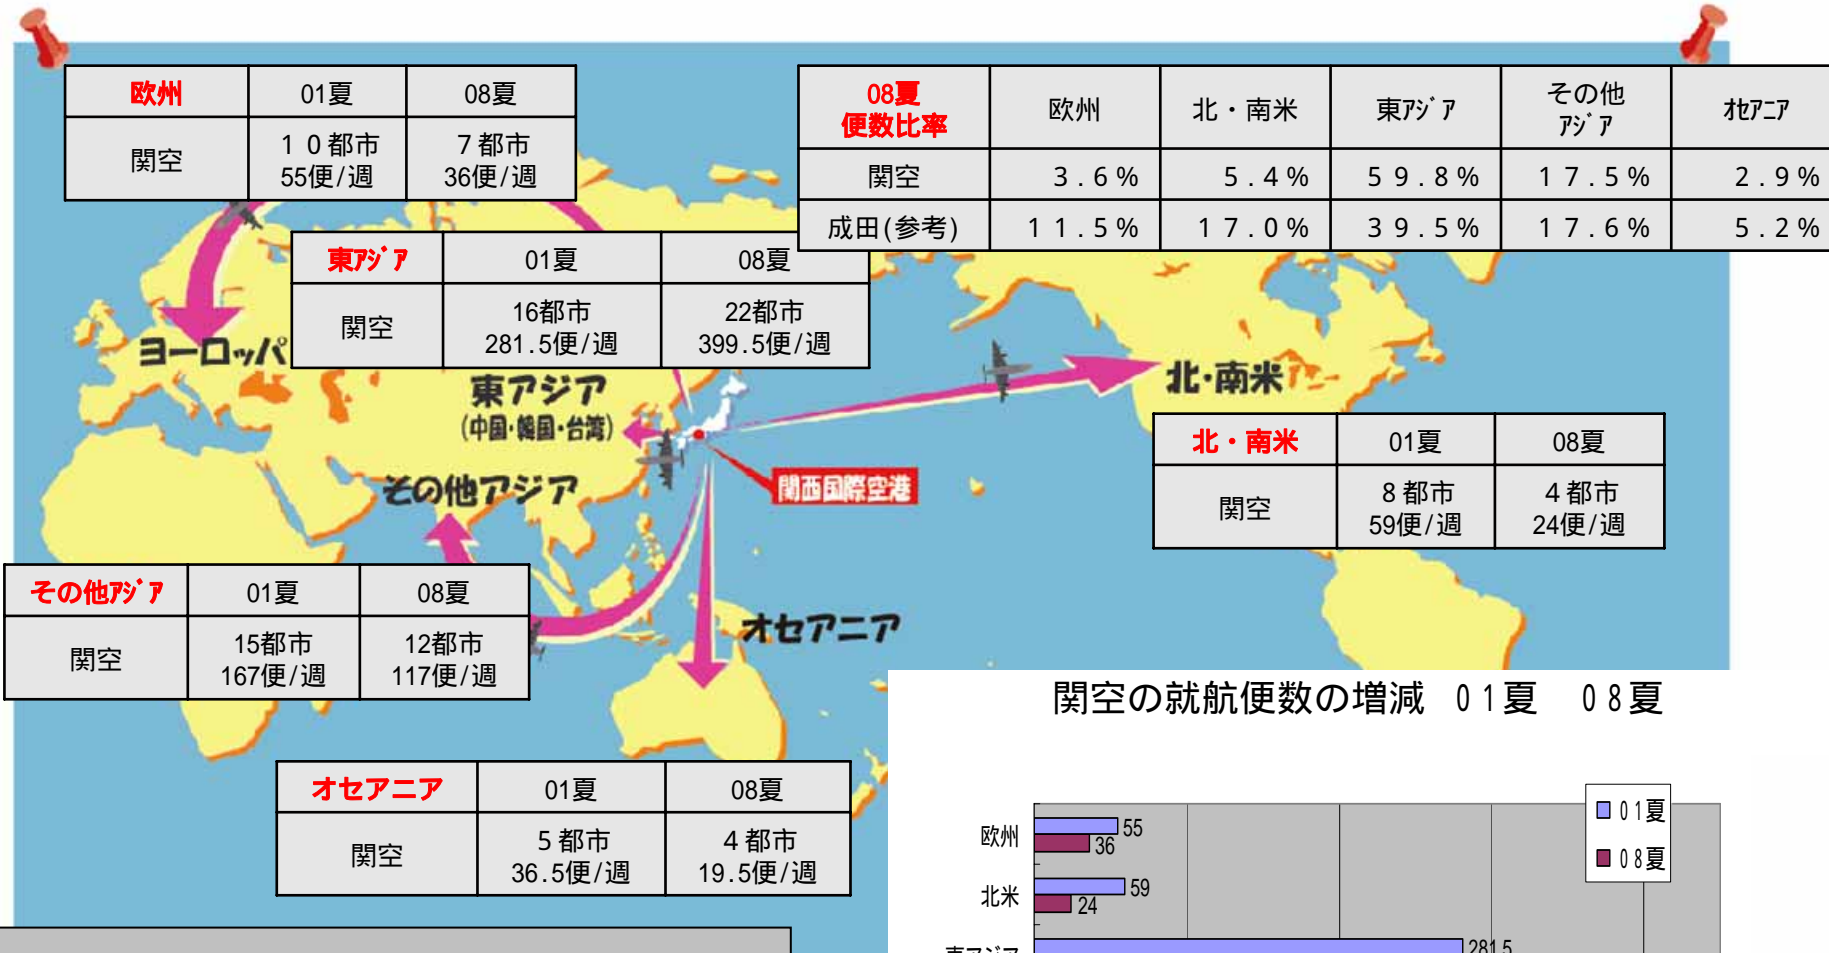 欧州 01夏 08夏
関空 10都市 7都市
55便/週 36便/週
08夏 欧州 北・南米 東アジア その他 オセアニア
便数比率 アジア
関空 3.6% 5.4% 59.8% 17.5% 2.9%
成田(参考) 11.5% 17.0% 39.5% 17.6% 5.2%
東アジア 01夏 08夏
関空 16都市 22都市
281.5便/週 399.5便/週
ヨーロッパ
東アジア
(中国・韓国・台湾)
北・南米
北・南米 01夏 08夏
関空 8都市 4都市
59便/週 24便/週
その他アジア
関西国際空港
その他アジア 01夏 08夏
関空 15都市 12都市
167便/週 117便/週
オセアニア
オセアニア 01夏 08夏
関空 5都市 4都市
36.5便/週 19.5便/週
関空の就航便数の増減 01夏 08夏
01夏
08夏
欧州 55
36
北米 59
24
東アジア 281.5